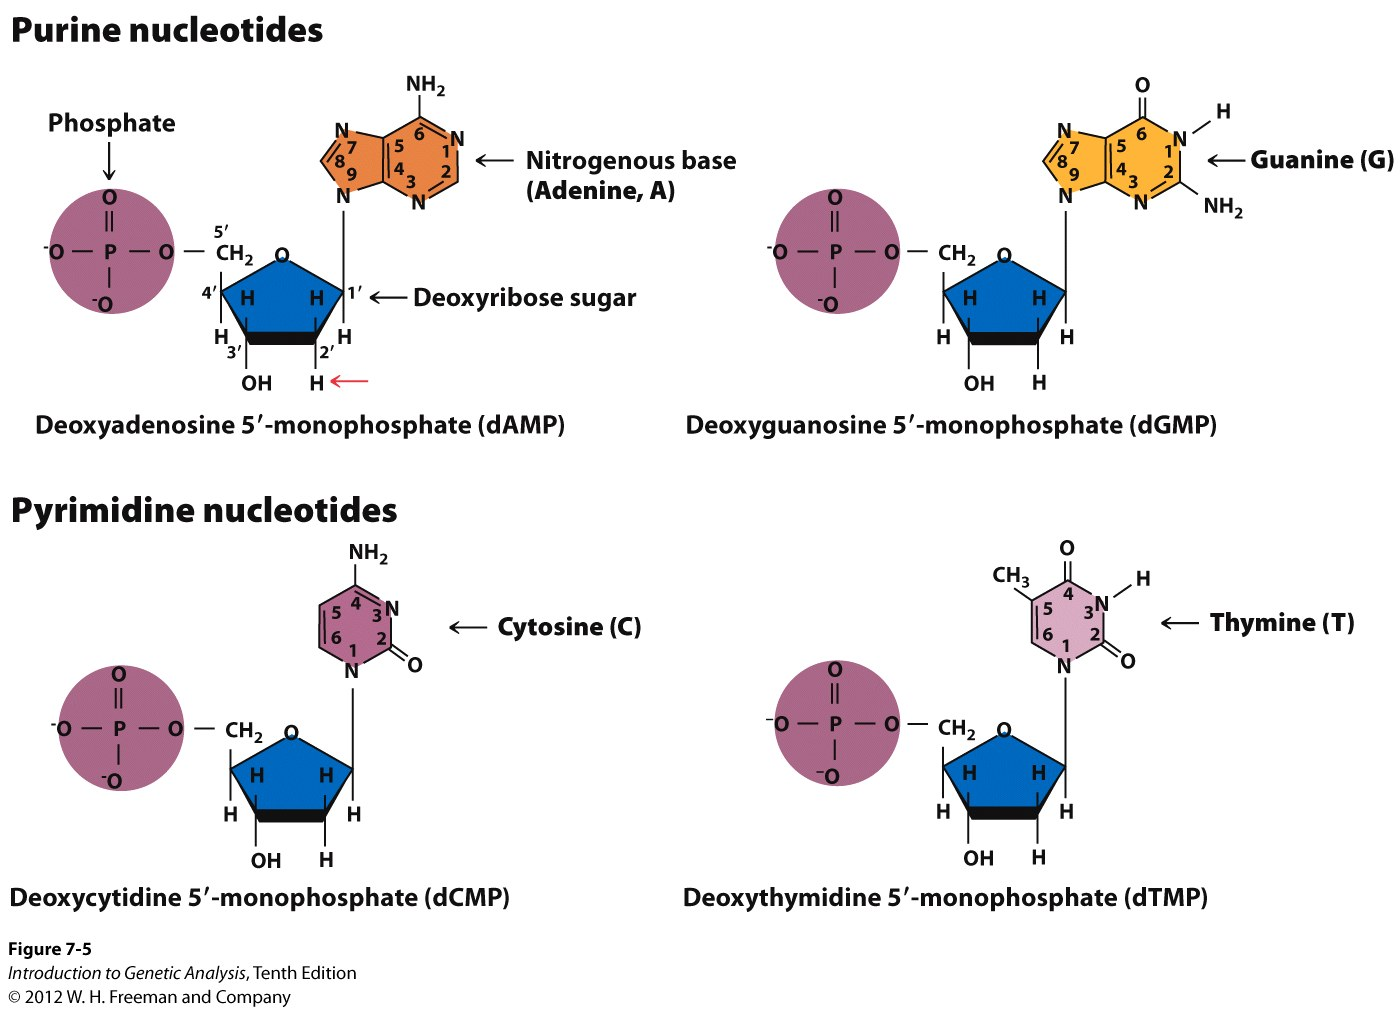 Purine nucleotides
Phosphate
O
-O — P — O — CH₂
-O
5′
4′
3′
2′
1′
O
H
H
H
H
OH
H
NH₂
N
N
N
N
1
2
3
4
5
6
7
8
9
Nitrogenous base
(Adenine, A)
Deoxyribose sugar
Deoxyadenosine 5′-monophosphate (dAMP)
O
-O — P — O — CH₂
-O
O
H
H
H
H
OH
H
O
H
N
N
N
N
NH₂
1
2
3
4
5
6
7
8
9
Guanine (G)
Deoxyguanosine 5′-monophosphate (dGMP)
Pyrimidine nucleotides
O
-O — P — O — CH₂
-O
O
H
H
H
H
OH
H
NH₂
N
N
O
1
2
3
4
5
6
Cytosine (C)
Deoxycytidine 5′-monophosphate (dCMP)
O
-O — P — O — CH₂
-O
O
H
H
H
H
OH
H
O
CH₃
H
N
N
O
1
2
3
4
5
6
Thymine (T)
Deoxythymidine 5′-monophosphate (dTMP)
Figure 7-5
Introduction to Genetic Analysis, Tenth Edition
© 2012 W. H. Freeman and Company